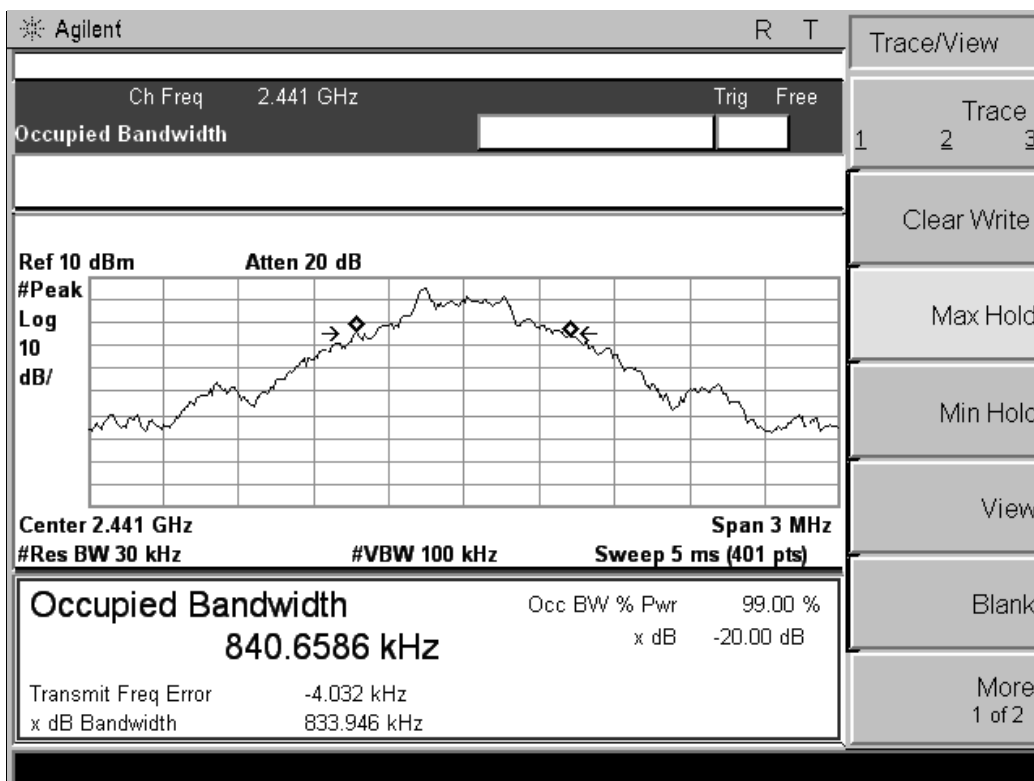 Agilent R T
Ch Freq 2.441 GHz Trig Free
Occupied Bandwidth
Ref 10 dBm Atten 20 dB
#Peak
Log
10
dB/
Center 2.441 GHz Span 3 MHz
#Res BW 30 kHz #VBW 100 kHz Sweep 5 ms (401 pts)
Occupied Bandwidth
840.6586 kHz
Occ BW % Pwr 99.00 %
x dB -20.00 dB
Transmit Freq Error -4.032 kHz
x dB Bandwidth 833.946 kHz
Trace/View
Trace
1 2 3
Clear Write
Max Hold
Min Hold
View
Blank
More
1 of 2